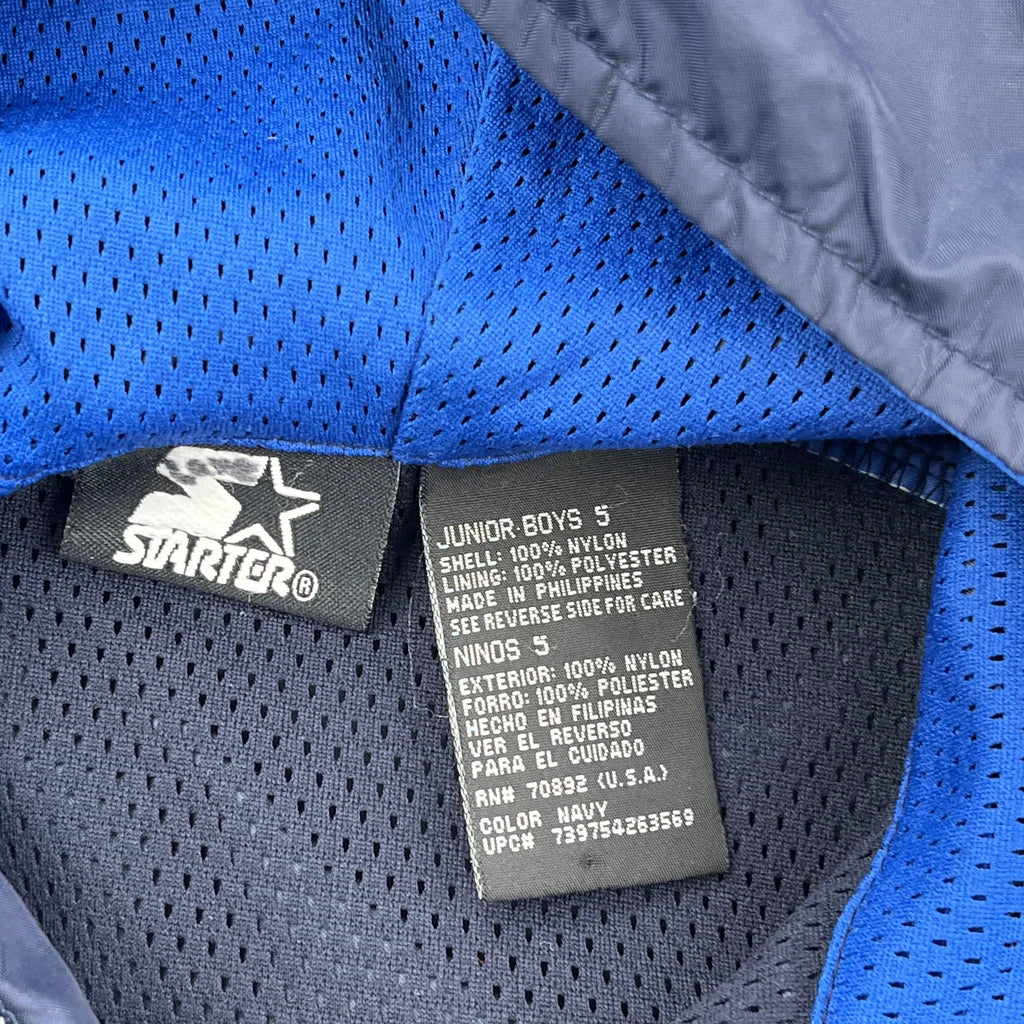 STARTER®
JUNIOR-BOYS 5
SHELL: 100% NYLON
LINING: 100% POLYESTER
MADE IN PHILIPPINES
SEE REVERSE SIDE FOR CARE
NINOS 5
EXTERIOR: 100% NYLON
FORRO: 100% POLIESTER
HECHO EN FILIPINAS
VER EL REVERSO
PARA EL CUIDADO
RN# 70892 (U.S.A.)
COLOR NAVY
UPC# 739754263569